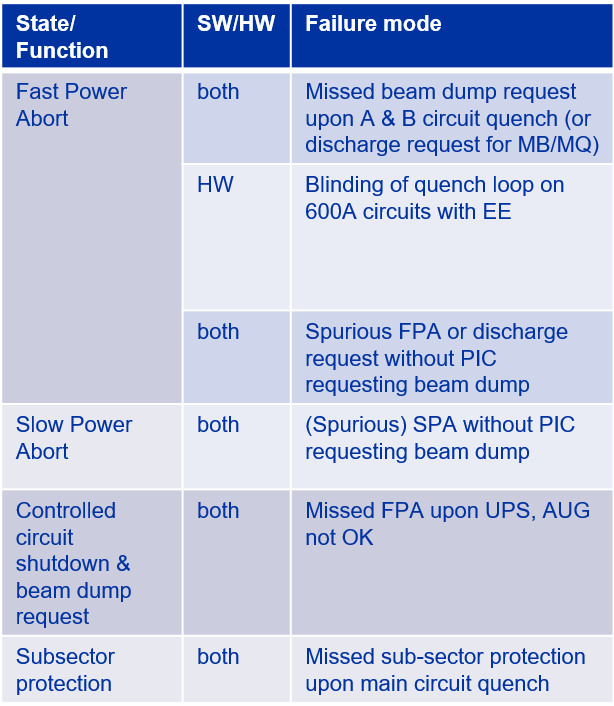 State/
Function
SW/HW
Failure mode
Fast Power
Abort
both
Missed beam dump request
upon A & B circuit quench (or
discharge request for MB/MQ)
HW
Blinding of quench loop on
600A circuits with EE
both
Spurious FPA or discharge
request without PIC
requesting beam dump
Slow Power
Abort
both
(Spurious) SPA without PIC
requesting beam dump
Controlled
circuit
shutdown &
beam dump
request
both
Missed FPA upon UPS, AUG
not OK
Subsector
protection
both
Missed sub-sector protection
upon main circuit quench